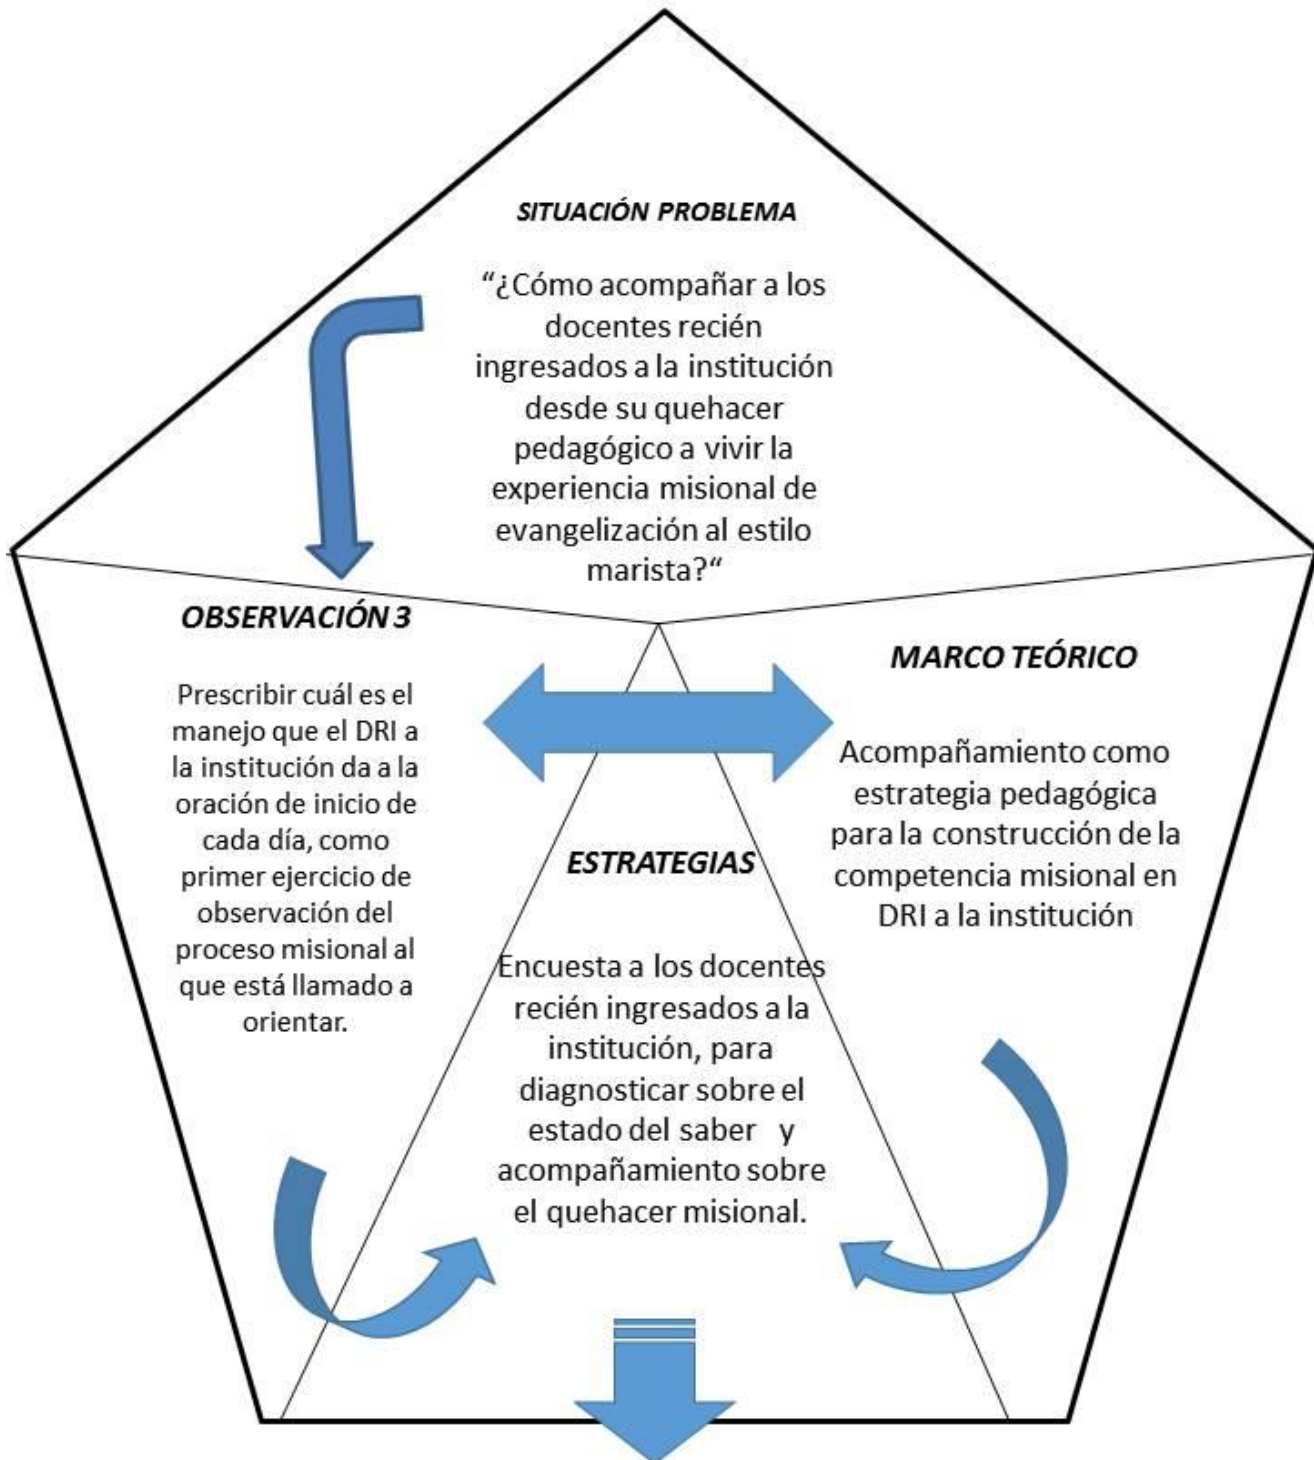 SITUACIÓN PROBLEMA
“¿Cómo acompañar a los
docentes recién
ingresados a la institución
desde su quehacer
pedagógico a vivir la
experiencia misional de
evangelización al estilo
marista?“
OBSERVACIÓN 3
Prescribir cuál es el
manejo que el DRI a
la institución da a la
oración de inicio de
cada día, como
primer ejercicio de
observación del
proceso misional al
que está llamado a
orientar.
MARCO TEÓRICO
Acompañamiento como
estrategia pedagógica
para la construcción de la
competencia misional en
DRI a la institución
ESTRATEGIAS
Encuesta a los docentes
recién ingresados a la
institución, para
diagnosticar sobre el
estado del saber y
acompañamiento sobre
el quehacer misional.